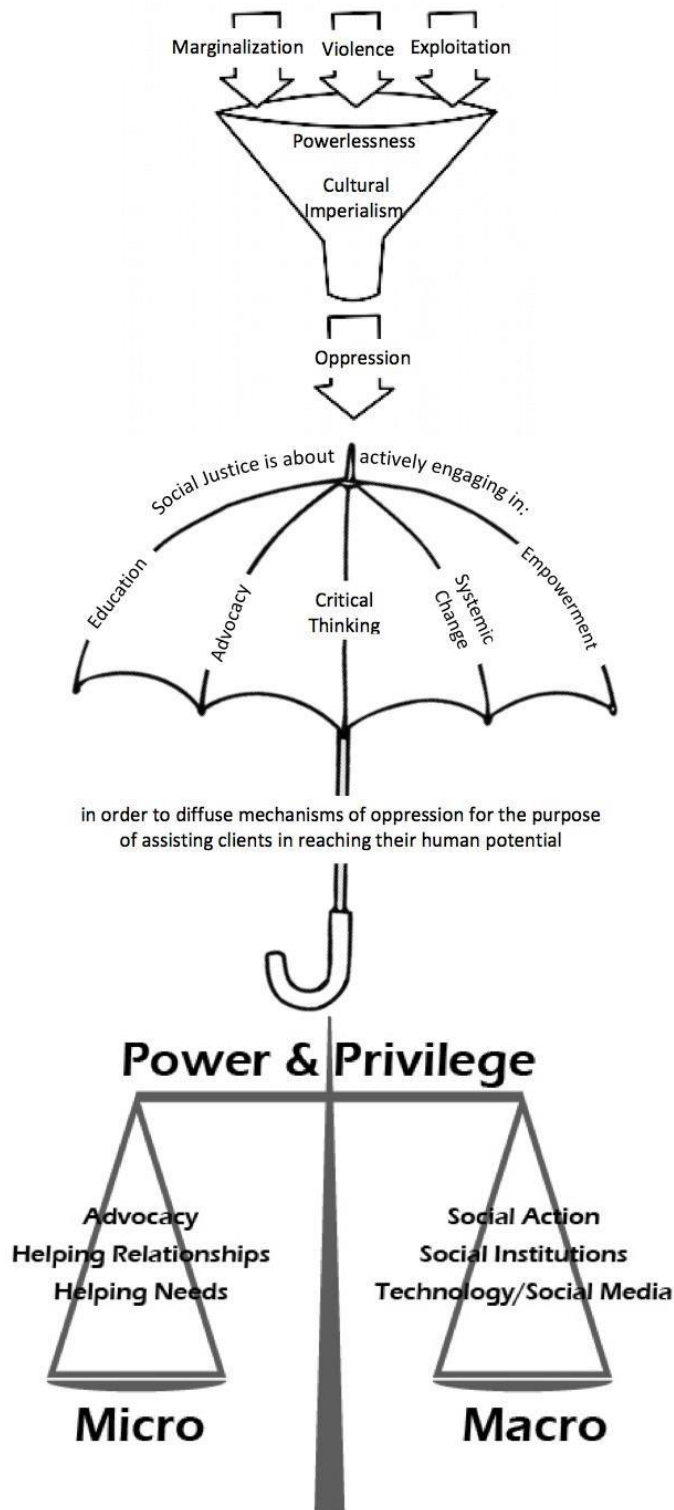 Marginalization Violence Exploitation
Powerlessness
Cultural
Imperialism
Oppression
Social Justice is about actively engaging in:
Education
Advocacy
Critical
Thinking
Systemic
Change
Empowerment
in order to diffuse mechanisms of oppression for the purpose
of assisting clients in reaching their human potential
Power & Privilege
Advocacy
Helping Relationships
Helping Needs
Social Action
Social Institutions
Technology/Social Media
Micro
Macro